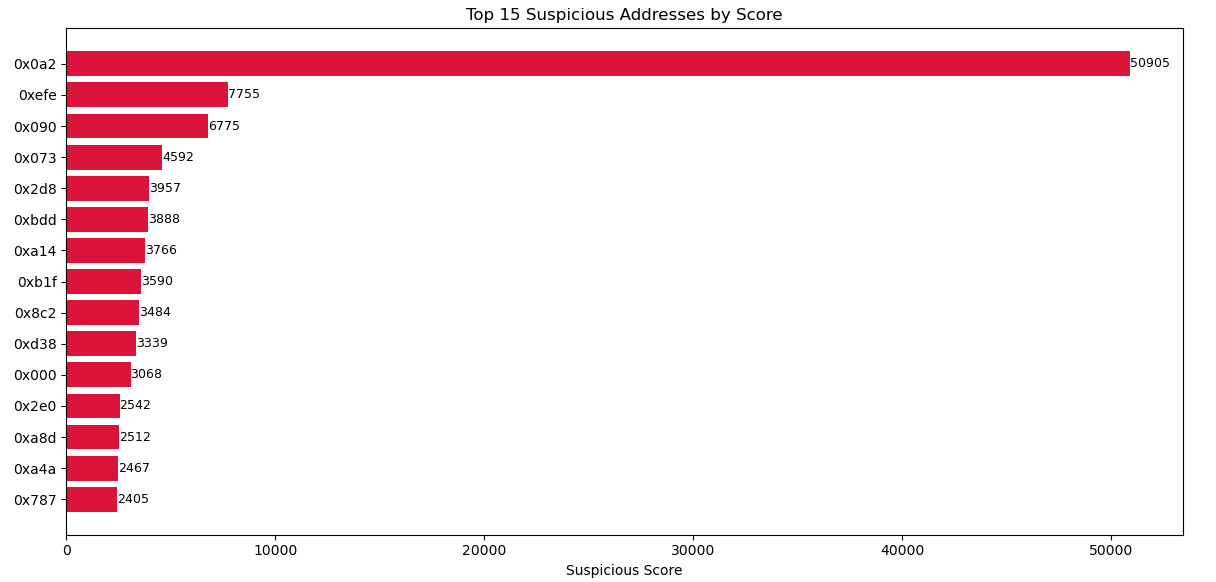 Top 15 Suspicious Addresses by Score
0x0a2 50905
0xefe 7755
0x090 6775
0x073 4592
0x2d8 3957
0xbdd 3888
0xa14 3766
0xb1f 3590
0x8c2 3484
0xd38 3339
0x000 3068
0x2e0 2542
0xa8d 2512
0xa4a 2467
0x787 2405
0 10000 20000 30000 40000 50000
Suspicious Score